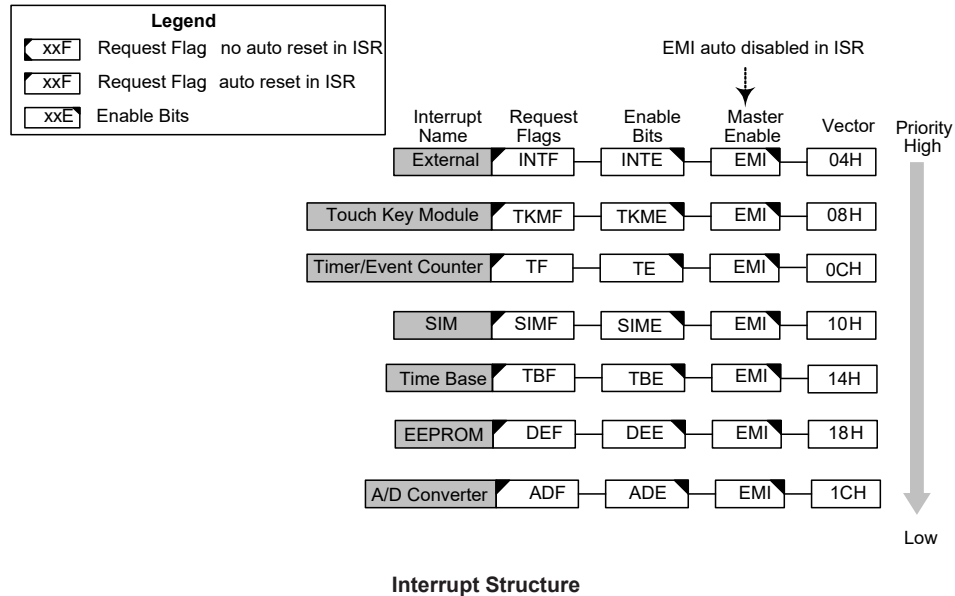 Legend
xxF Request Flag no auto reset in ISR
xxF Request Flag auto reset in ISR
xxE Enable Bits
EMI auto disabled in ISR
Interrupt Name Request Flags Enable Bits Master Enable Vector Priority High
External INTF INTE EMI 04H
Touch Key Module TKMF TKME EMI 08H
Timer/Event Counter TF TE EMI 0CH
SIM SIMF SIME EMI 10H
Time Base TBF TBE EMI 14H
EEPROM DEF DEE EMI 18H
A/D Converter ADF ADE EMI 1CH
Low
Interrupt Structure